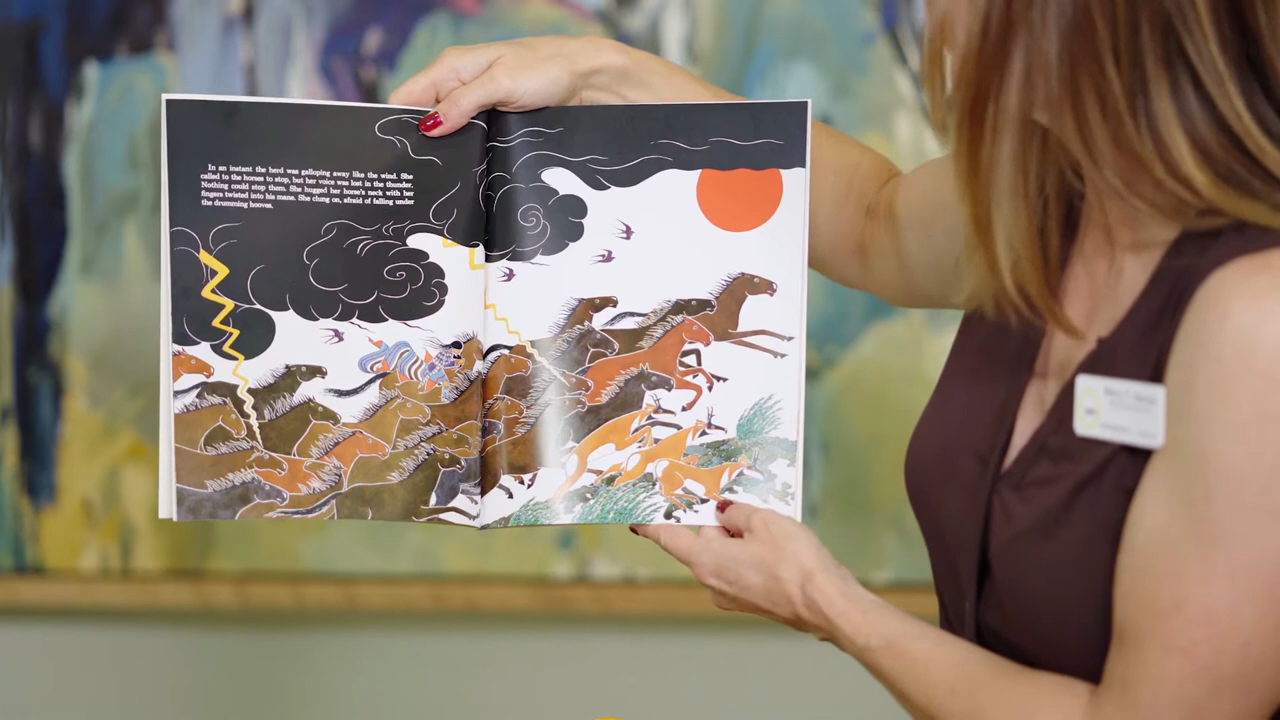 In an instant the herd was galloping away like the wind. She
called to the horses to stop, but her voice was lost in the thunder.
Nothing could stop them. She hugged her horse's neck with her
fingers twisted into his mane. She clung on, afraid of falling under
the drumming hooves.